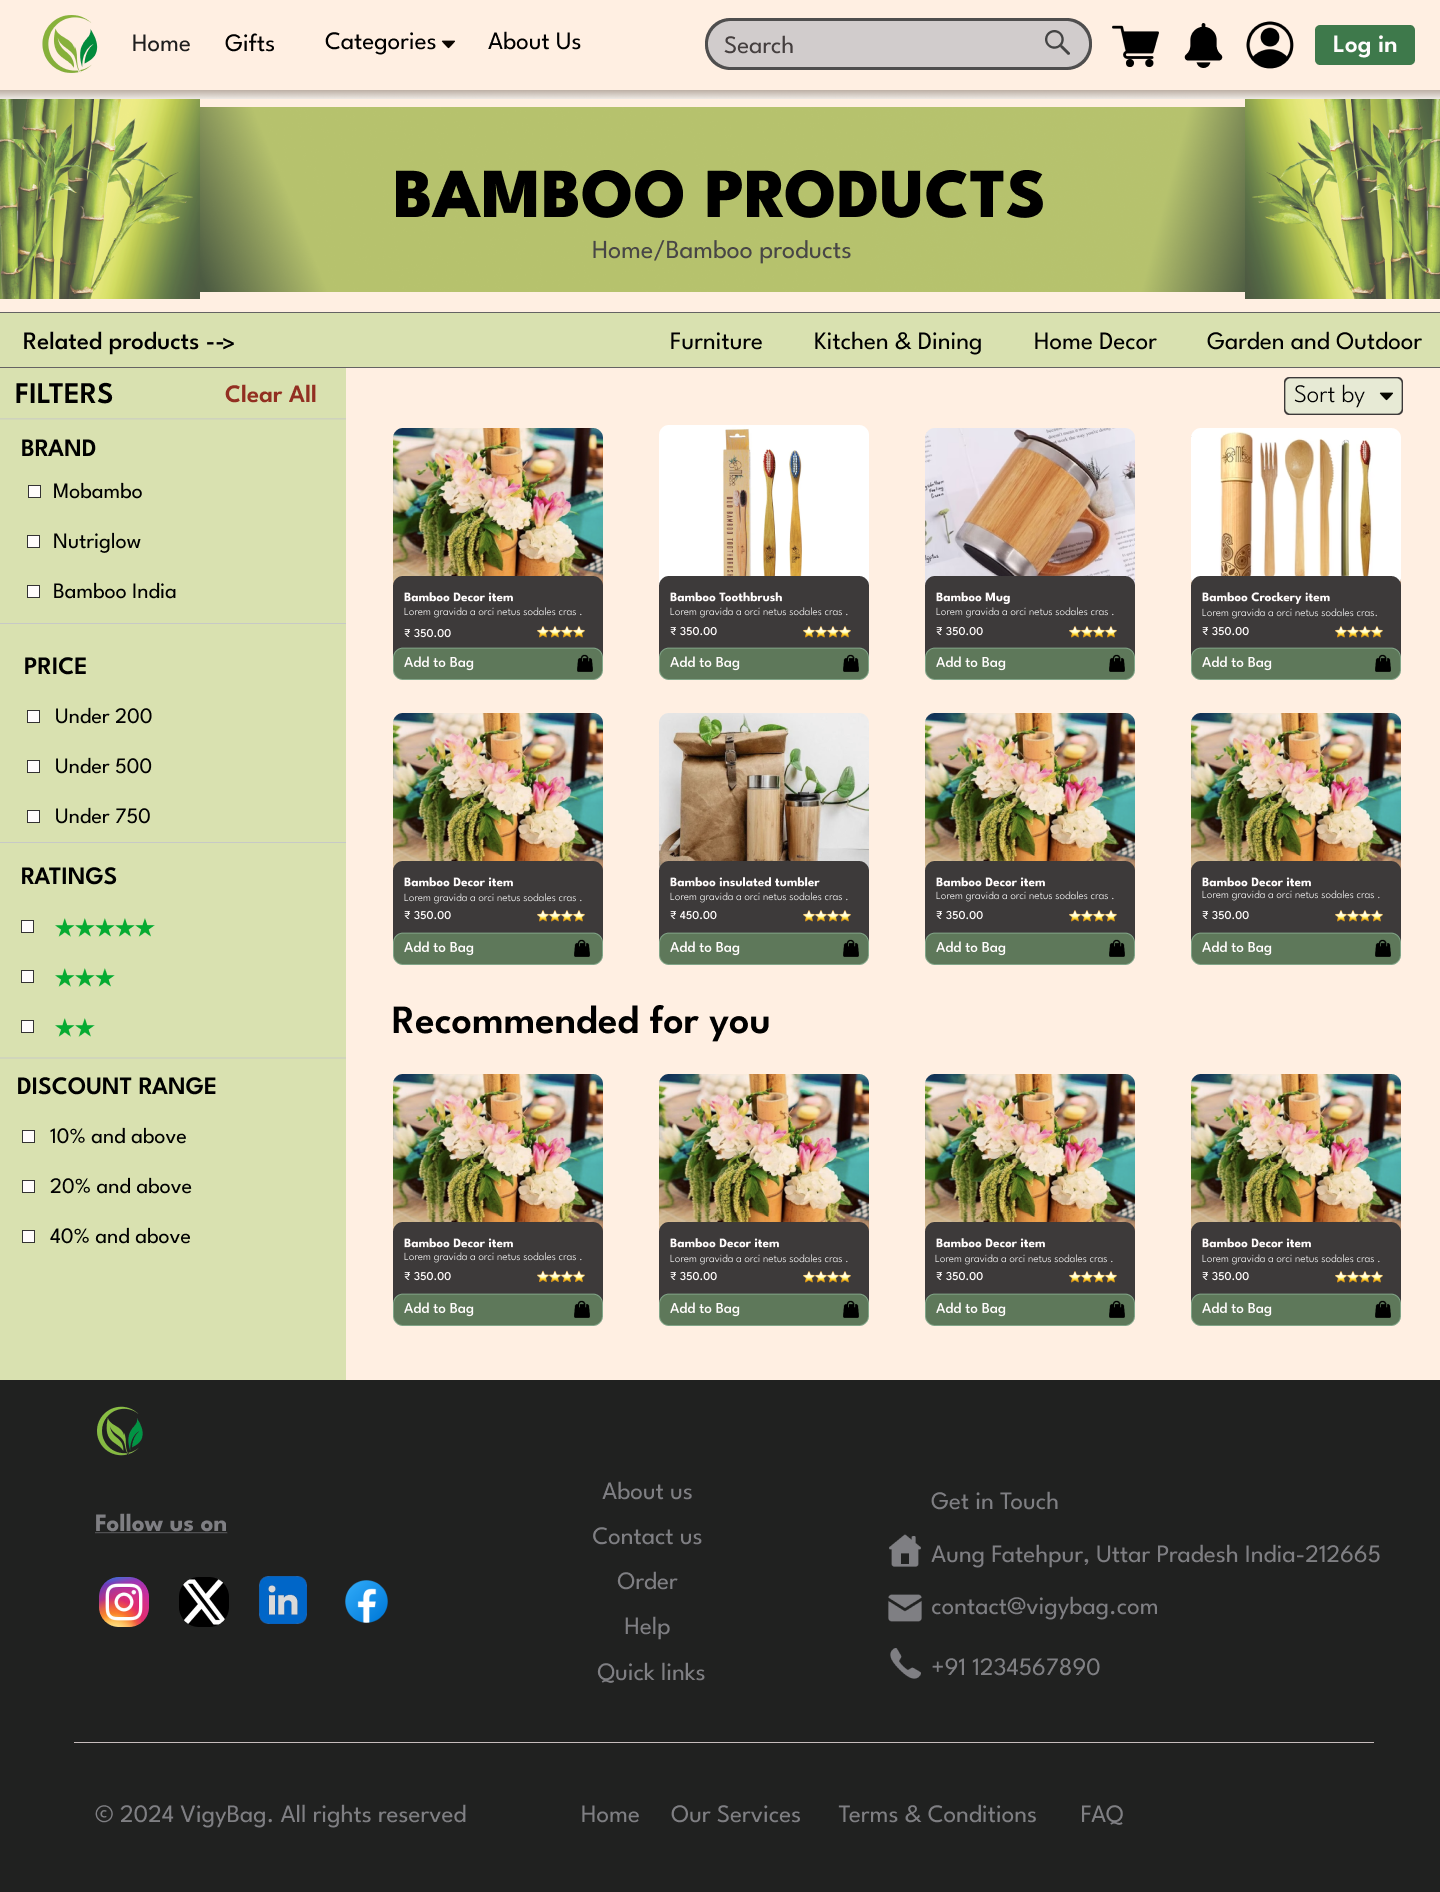 Home
Gifts
Categories
About Us
Search
Log in
BAMBOO PRODUCTS
Home/Bamboo products
Related products -->
Furniture
Kitchen & Dining
Home Decor
Garden and Outdoor
FILTERS
Clear All
BRAND
Mobambo
Nutriglow
Bamboo India
PRICE
Under 200
Under 500
Under 750
RATINGS
DISCOUNT RANGE
10% and above
20% and above
40% and above
Sort by
Bamboo Decor item
Lorem gravida a orci netus sodales cras .
₹ 350.00
Add to Bag
Bamboo Toothbrush
Lorem gravida a orci netus sodales cras .
₹ 350.00
Add to Bag
Bamboo Mug
Lorem gravida a orci netus sodales cras .
₹ 350.00
Add to Bag
Bamboo Crockery item
Lorem gravida a orci netus sodales cras.
₹ 350.00
Add to Bag
Bamboo Decor item
Lorem gravida a orci netus sodales cras .
₹ 350.00
Add to Bag
Bamboo insulated tumbler
Lorem gravida a orci netus sodales cras .
₹ 450.00
Add to Bag
Bamboo Decor item
Lorem gravida a orci netus sodales cras .
₹ 350.00
Add to Bag
Bamboo Decor item
Lorem gravida a orci netus sodales cras .
₹ 350.00
Add to Bag
Recommended for you
Bamboo Decor item
Lorem gravida a orci netus sodales cras .
₹ 350.00
Add to Bag
Bamboo Decor item
Lorem gravida a orci netus sodales cras .
₹ 350.00
Add to Bag
Bamboo Decor item
Lorem gravida a orci netus sodales cras .
₹ 350.00
Add to Bag
Bamboo Decor item
Lorem gravida a orci netus sodales cras .
₹ 350.00
Add to Bag
Follow us on
About us
Contact us
Order
Help
Quick links
Get in Touch
Aung Fatehpur, Uttar Pradesh India-212665
contact@vigybag.com
+91 1234567890
© 2024 VigyBag. All rights reserved
Home
Our Services
Terms & Conditions
FAQ